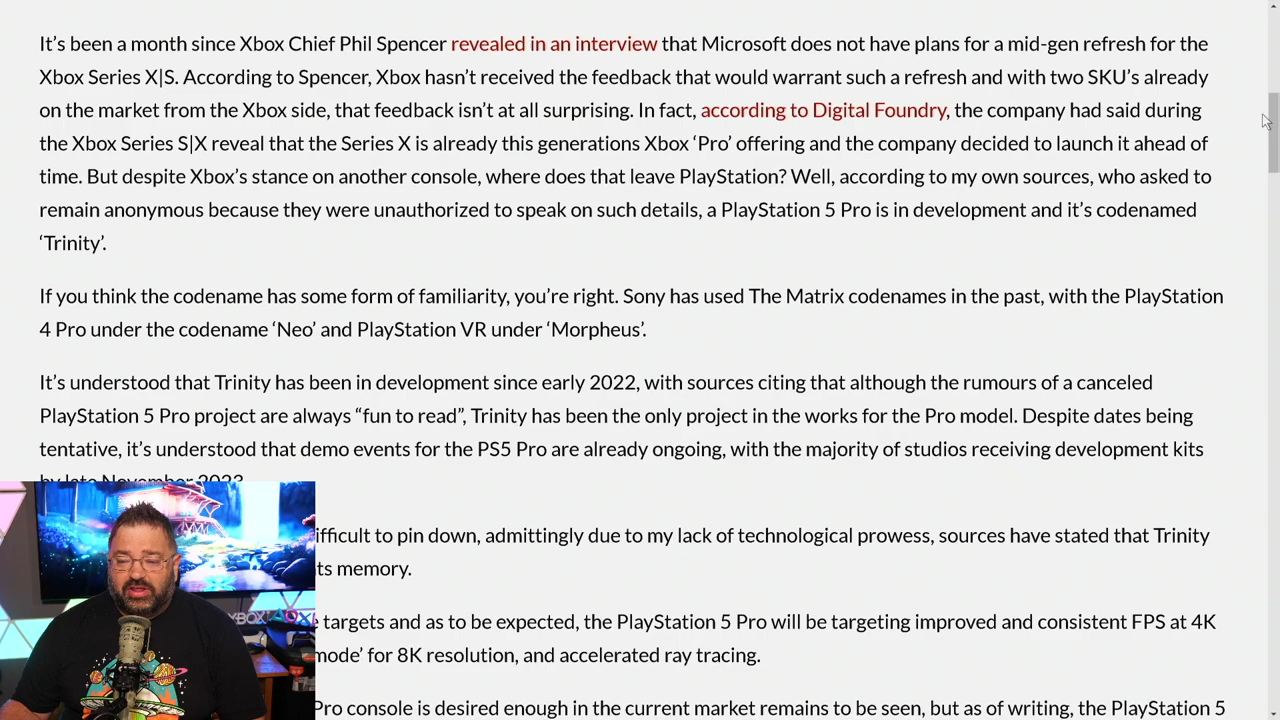 It’s been a month since Xbox Chief Phil Spencer revealed in an interview that Microsoft does not have plans for a mid-gen refresh for the
Xbox Series X|S. According to Spencer, Xbox hasn’t received the feedback that would warrant such a refresh and with two SKU’s already
on the market from the Xbox side, that feedback isn’t at all surprising. In fact, according to Digital Foundry, the company had said during
the Xbox Series S|X reveal that the Series X is already this generations Xbox ‘Pro’ offering and the company decided to launch it ahead of
time. But despite Xbox’s stance on another console, where does that leave PlayStation? Well, according to my own sources, who asked to
remain anonymous because they were unauthorized to speak on such details, a PlayStation 5 Pro is in development and it’s codenamed
‘Trinity’.
If you think the codename has some form of familiarity, you’re right. Sony has used The Matrix codenames in the past, with the PlayStation
4 Pro under the codename ‘Neo’ and PlayStation VR under ‘Morpheus’.
It’s understood that Trinity has been in development since early 2022, with sources citing that although the rumours of a canceled
PlayStation 5 Pro project are always “fun to read”, Trinity has been the only project in the works for the Pro model. Despite dates being
tentative, it’s understood that demo events for the PS5 Pro are already ongoing, with the majority of studios receiving development kits
by late November 2023.
ifficult to pin down, admittingly due to my lack of technological prowess, sources have stated that Trinity
ts memory.
targets and as to be expected, the PlayStation 5 Pro will be targeting improved and consistent FPS at 4K
mode’ for 8K resolution, and accelerated ray tracing.
Pro console is desired enough in the current market remains to be seen, but as of writing, the PlayStation 5
XBOX